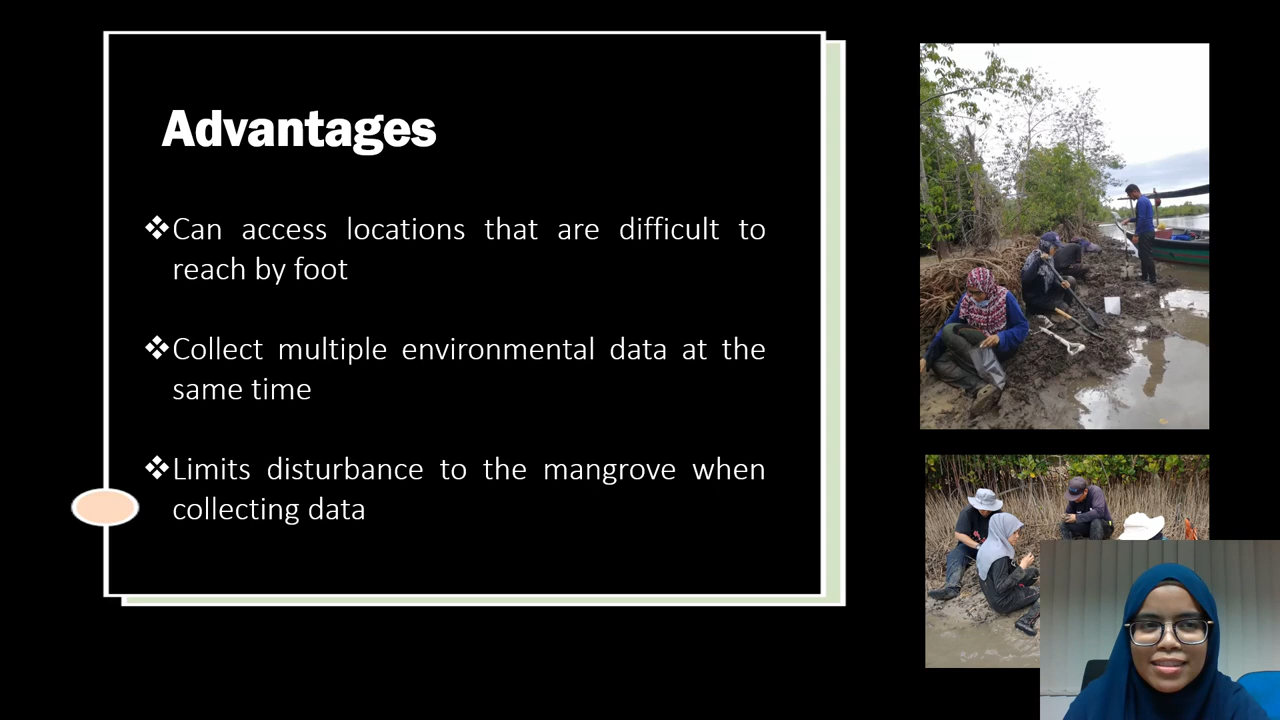 Advantages
❖Can access locations that are difficult to
reach by foot
❖Collect multiple environmental data at the
same time
❖Limits disturbance to the mangrove when
collecting data